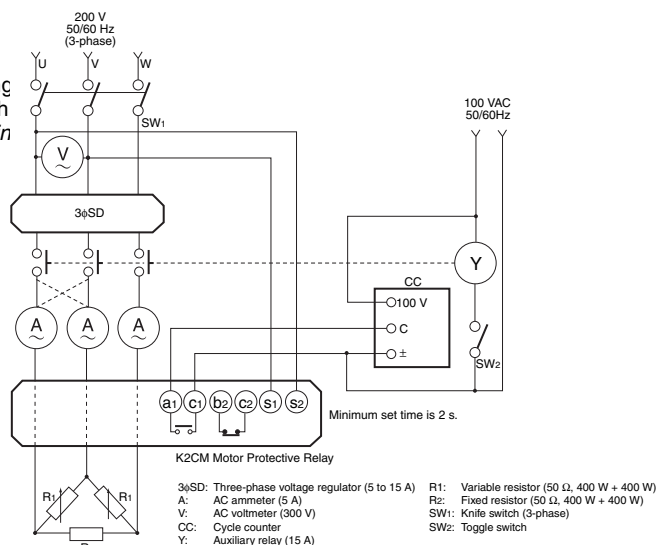 200 V
50/60 Hz
(3-phase)
U V W
SW1
100 VAC
50/60Hz
V
3ϕSD
Y
CC
100 V
C
±
A A A
SW2
a1 c1 b2 c2 s1 s2
Minimum set time is 2 s.
K2CM Motor Protective Relay
R1 R1
3ϕSD: Three-phase voltage regulator (5 to 15 A)
A: AC ammeter (5 A)
V: AC voltmeter (300 V)
CC: Cycle counter
Y: Auxiliary relay (15 A)
R1: Variable resistor (50 Ω, 400 W + 400 W)
R2: Fixed resistor (50 Ω, 400 W + 400 W)
SW1: Knife switch (3-phase)
SW2: Toggle switch